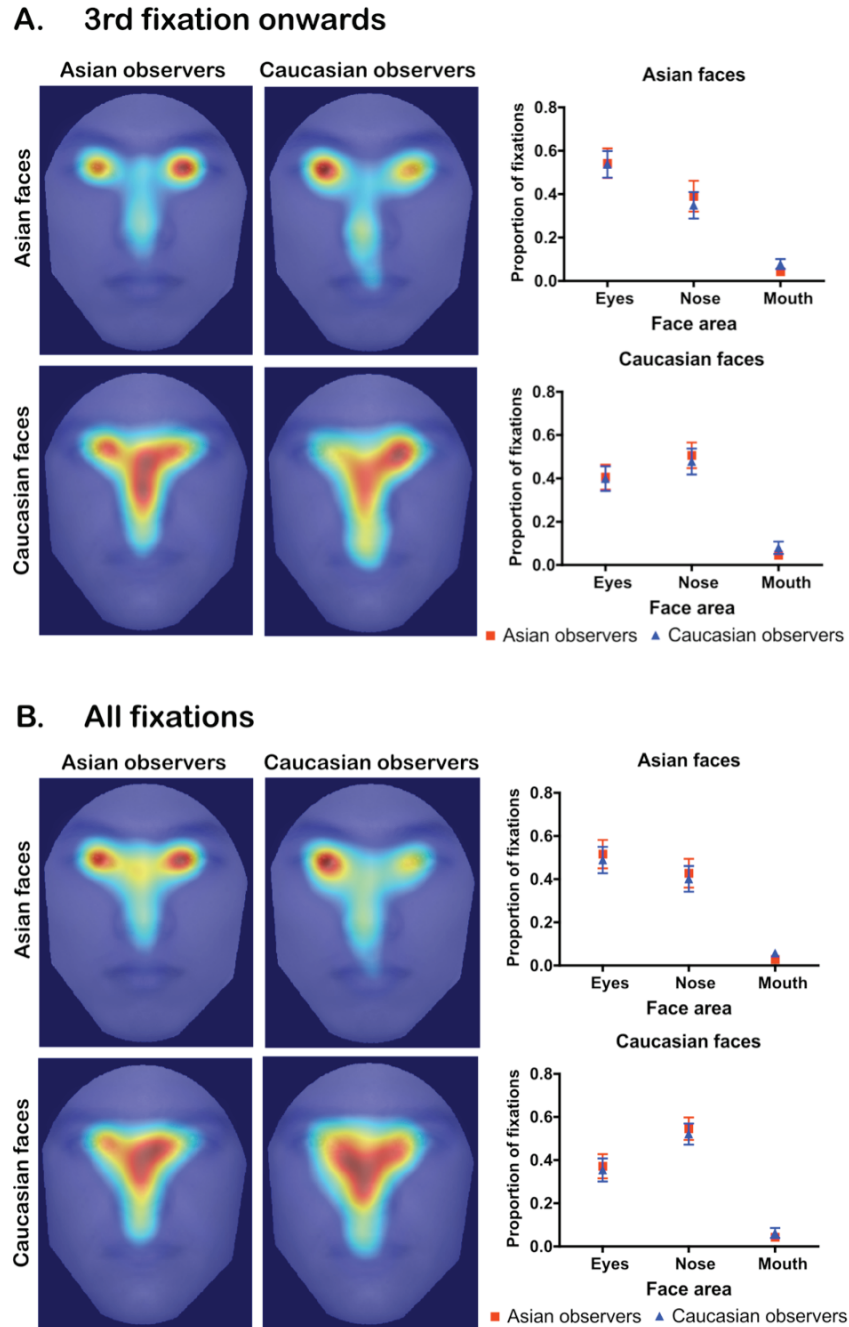 A. 3rd fixation onwards
Asian observers Caucasian observers
Asian faces
Caucasian faces
Asian faces
Proportion of fixations
0.8
0.6
0.4
0.2
0.0
Eyes Nose Mouth
Face area
Caucasian faces
Proportion of fixations
0.8
0.6
0.4
0.2
0.0
Eyes Nose Mouth
Face area
Asian observers Caucasian observers
B. All fixations
Asian observers Caucasian observers
Asian faces
Caucasian faces
Asian faces
Proportion of fixations
0.8
0.6
0.4
0.2
0.0
Eyes Nose Mouth
Face area
Caucasian faces
Proportion of fixations
0.8
0.6
0.4
0.2
0.0
Eyes Nose Mouth
Face area
Asian observers Caucasian observers